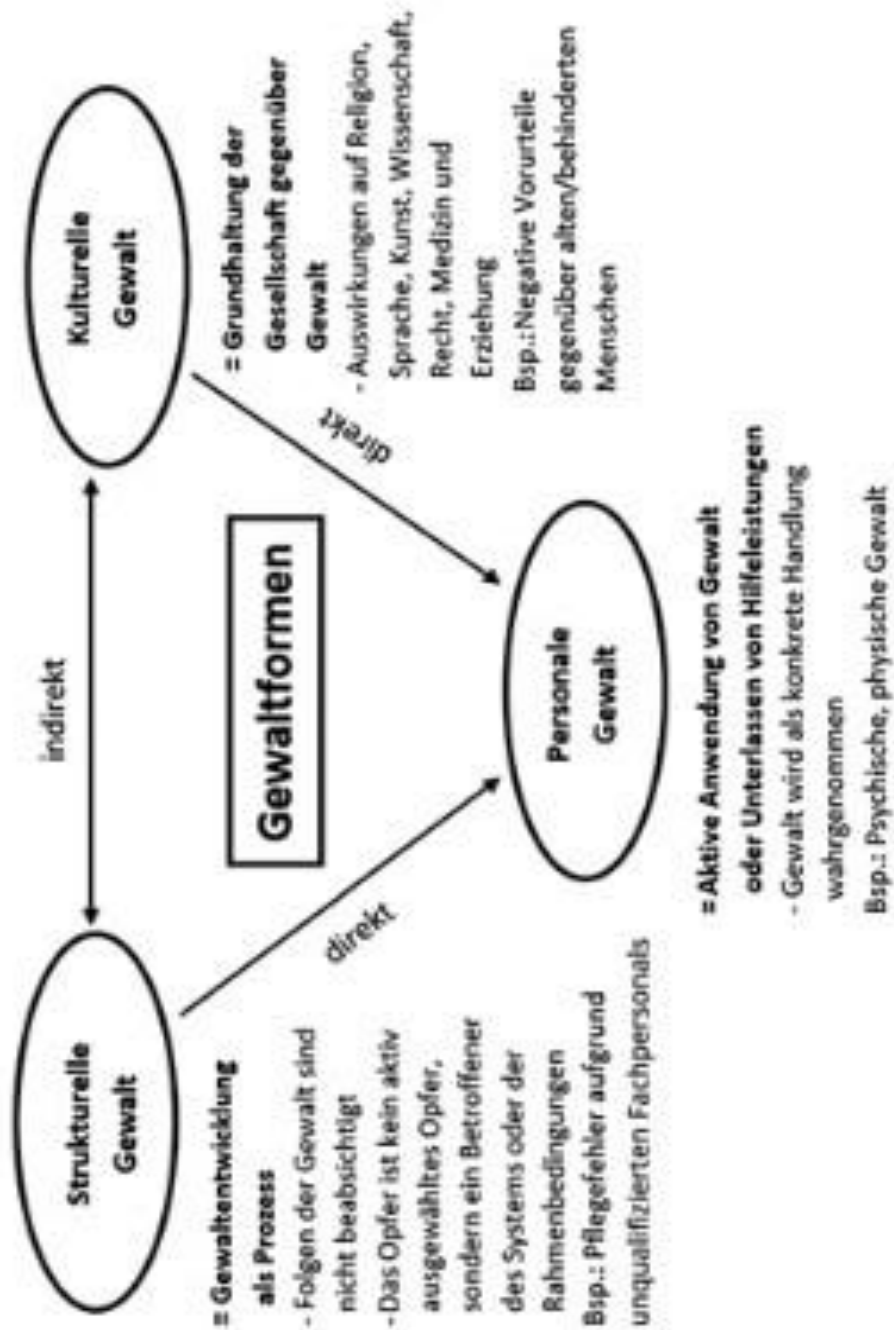 indirekt
Strukturelle
Gewalt
Kulturelle
Gewalt
Gewaltformen
direkt
direkt
= Gewaltentwicklung
als Prozess
- Folgen der Gewalt sind
nicht beabsichtigt
- Das Opfer ist kein aktiv
ausgewähltes Opfer,
sondern ein Betroffener
des Systems oder der
Rahmenbedingungen
Bsp.: Pflegefehler aufgrund
unqualifizierten Fachpersonals
= Grundhaltung der
Gesellschaft gegenüber
Gewalt
- Auswirkungen auf Religion,
Sprache, Kunst, Wissenschaft,
Recht, Medizin und
Erziehung
Bsp.: Negative Vorurteile
gegenüber alten/behinderten
Menschen
Personale
Gewalt
= Aktive Anwendung von Gewalt
oder Unterlassen von Hilfeleistungen
- Gewalt wird als konkrete Handlung
wahrgenommen
Bsp.: Psychische, physische Gewalt